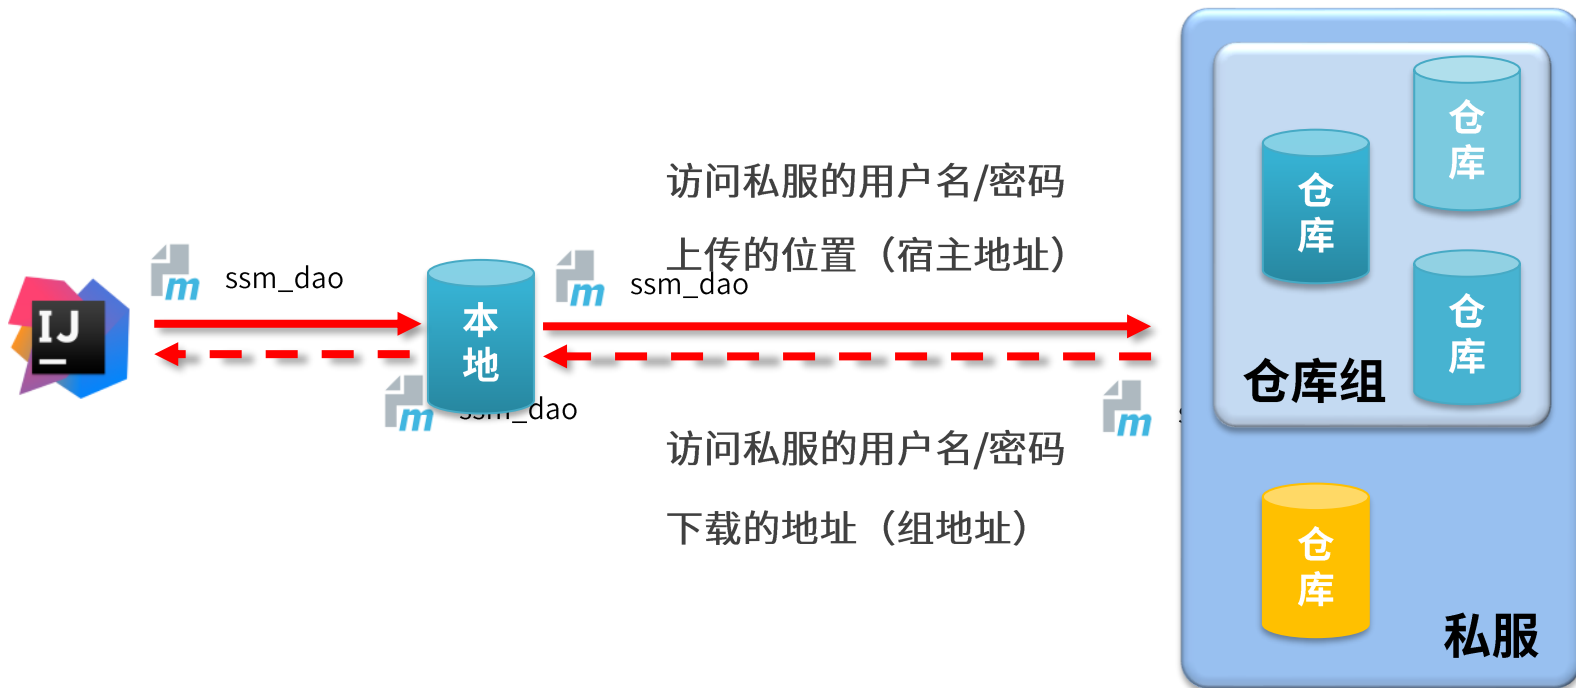 访问私服的用户名/密码
上传的位置（宿主地址）
ssm_dao
ssm_dao
IJ
本
地
ssm_dao
访问私服的用户名/密码
下载的地址（组地址）
仓
库
仓
库
仓
库
仓库组
仓
库
私服
m
m
m
m